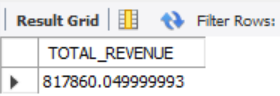 Result Grid Filter Rows:
TOTAL_REVENUE
817860.049999993